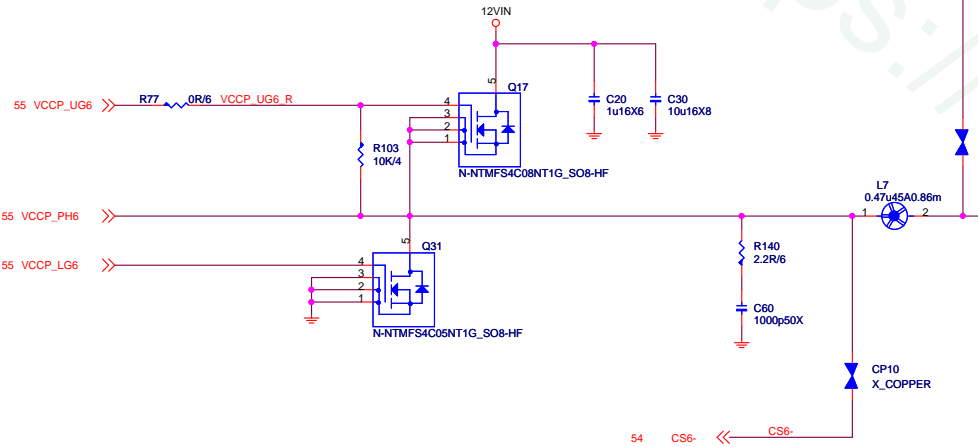 12VIN
5
Q17
55 VCCP_UG6
R77
0R/6
VCCP_UG6_R
4
3
2
1
C20
1u16X6
C30
10u16X8
R103
10K/4
N-NTMFS4C08NT1G_SO8-HF
L7
0.47u45A0.86m
55 VCCP_PH6
1
2
5
Q31
55 VCCP_LG6
4
3
2
1
R140
2.2R/6
C60
1000p50X
N-NTMFS4C05NT1G_SO8-HF
CP10
X_COPPER
54 CS6-
CS6-